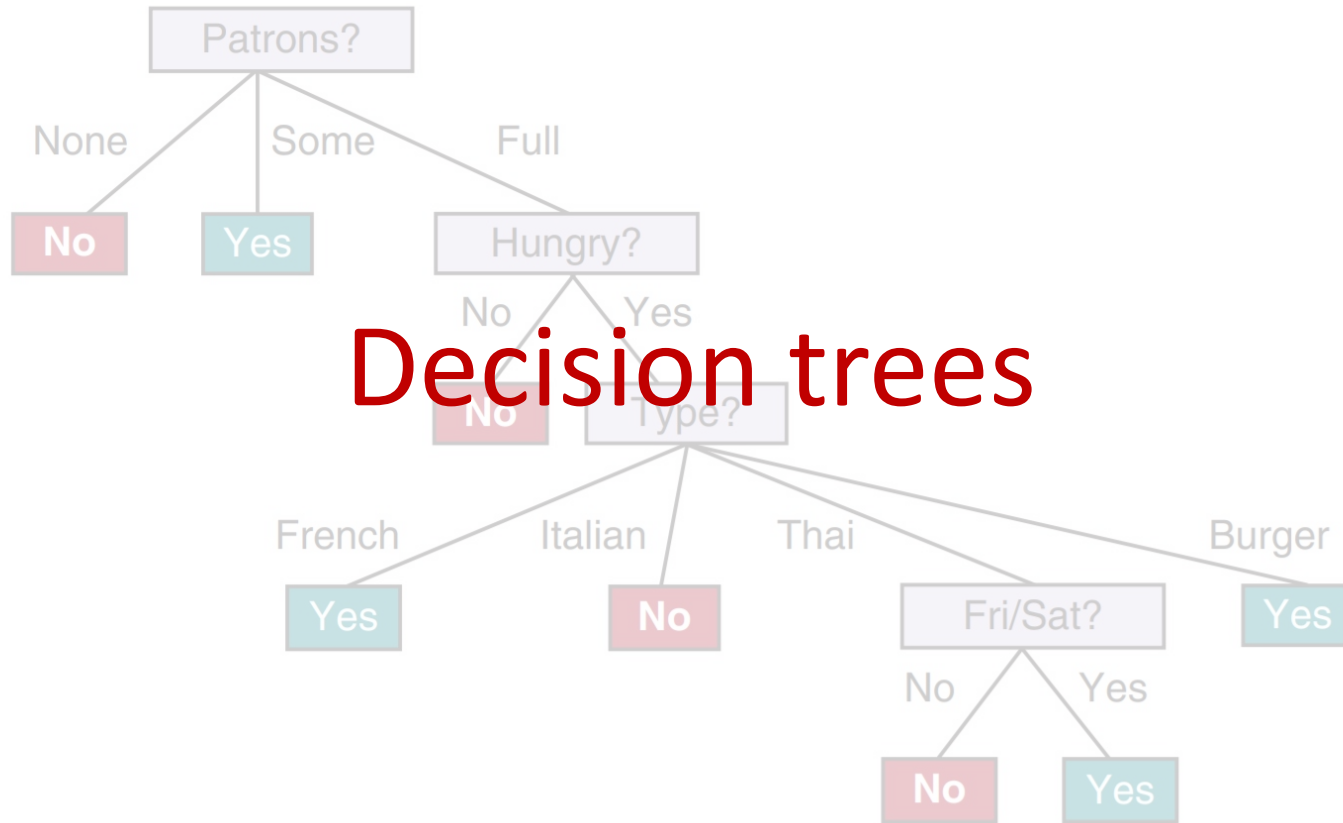 Patrons?
None Some Full
No Yes Hungry?
No Yes
Decision trees
No Type?
French Italian Thai Burger
Yes No Fri/Sat? Yes
No Yes
No Yes